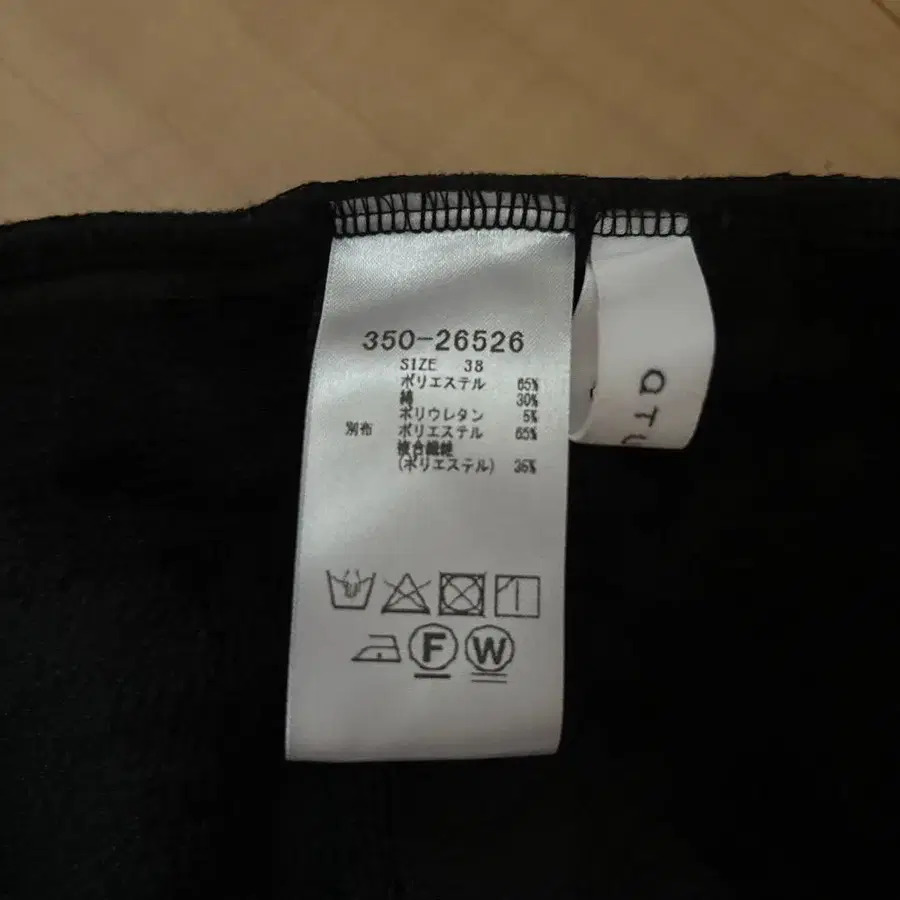 350-26526
SIZE 38
ポリエステル 65%
綿 30%
ポリウレタン 5%
別布 ポリエステル 65%
複合繊維
(ポリエステル) 35%
F W
ατ